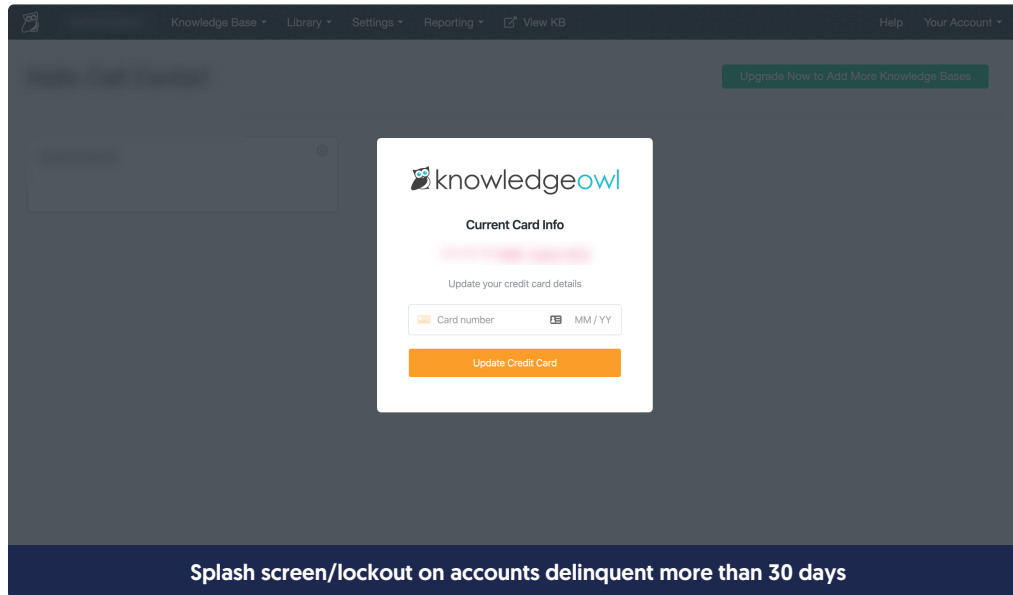 Knowledge Base Library Settings Reporting View KB Help Your Account
Upgrade Now to Add More Knowledge Bases
knowledgeowl
Current Card Info
Update your credit card details
Card number MM / YY
Update Credit Card
Splash screen/lockout on accounts delinquent more than 30 days